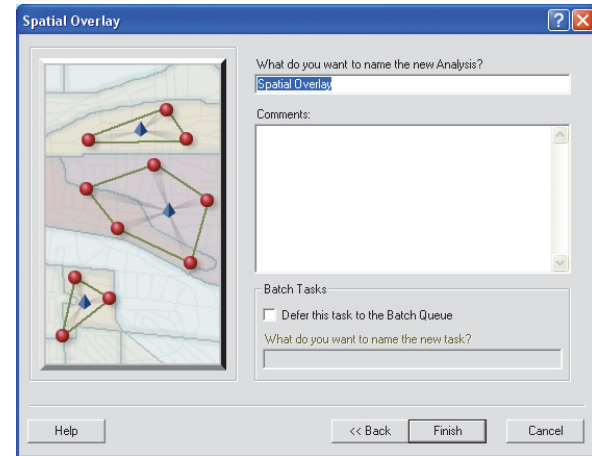 Spatial Overlay
What do you want to name the new Analysis?
Spatial Overlay
Comments:
Batch Tasks
Defer this task to the Batch Queue
What do you want to name the new task?
Help
<< Back
Finish
Cancel